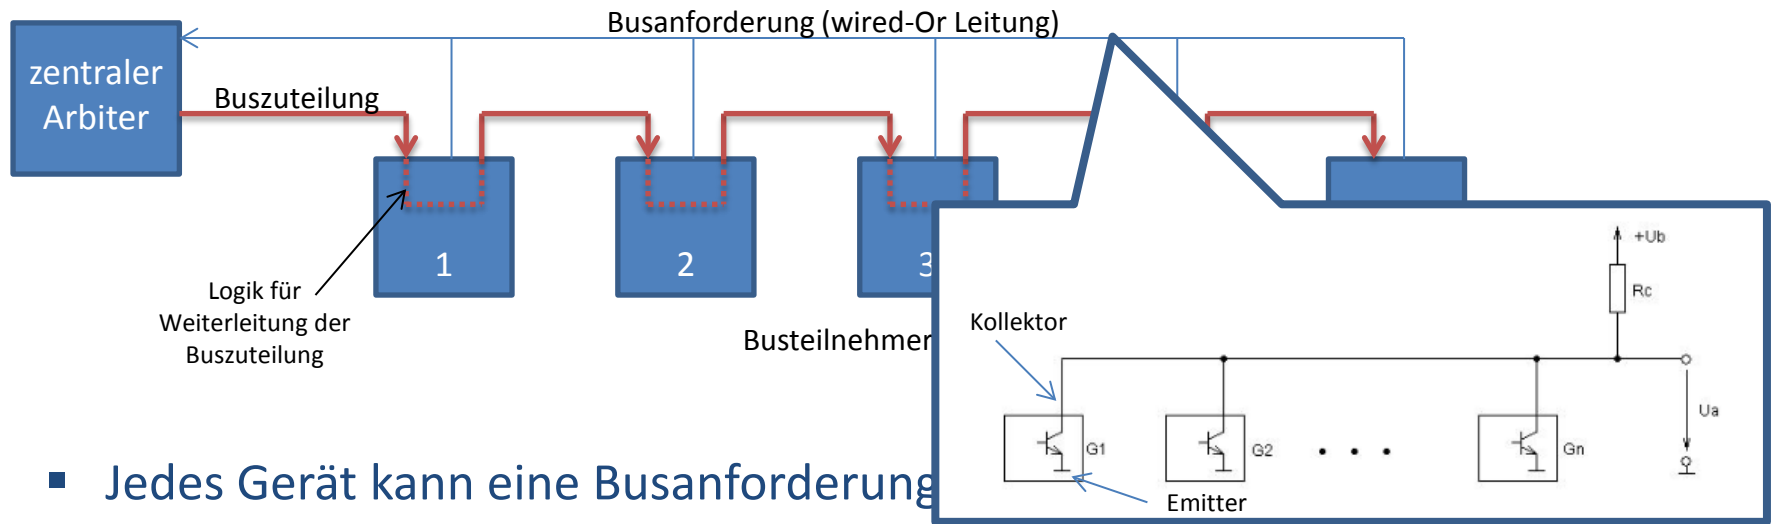 Busanforderung (wired-Or Leitung)
zentraler
Arbiter
Buszuteilung
1
2
3
Logik für
Weiterleitung der
Buszuteilung
Busteilnehmer
+Ub
Rc
Kollektor
Ua
G1
G2
• • •
Gn
Emitter
▪ Jedes Gerät kann eine Busanforderung